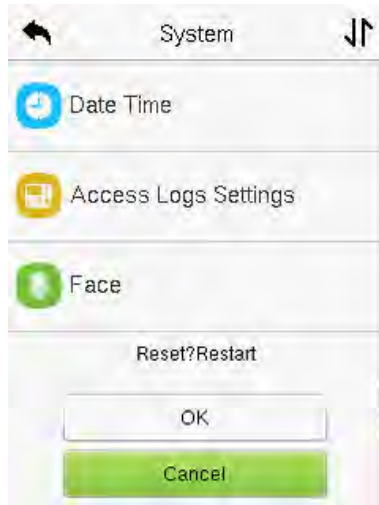 System
Date Time
Access Logs Settings
Face
Reset?Restart
OK
Cancel